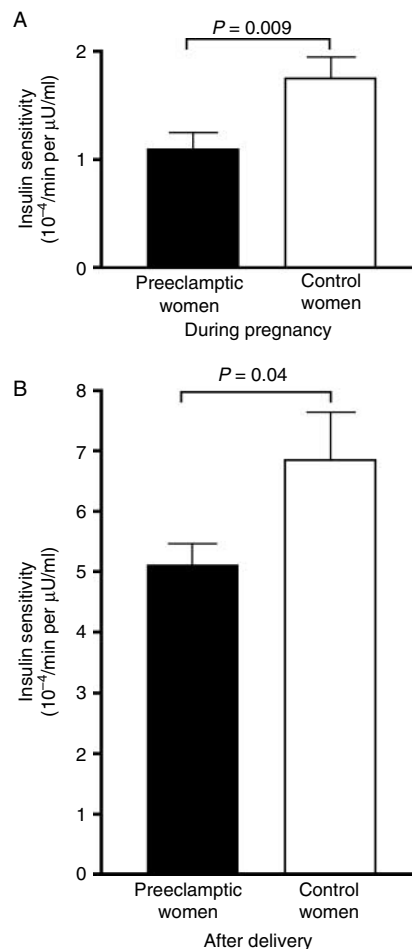 A
P = 0.009
Insulin sensitivity
(10⁻⁴/min per μU/ml)
2
1
0
Preeclamptic
women
Control
women
During pregnancy
B
P = 0.04
Insulin sensitivity
(10⁻⁴/min per μU/ml)
8
7
6
5
4
3
2
1
0
Preeclamptic
women
Control
women
After delivery